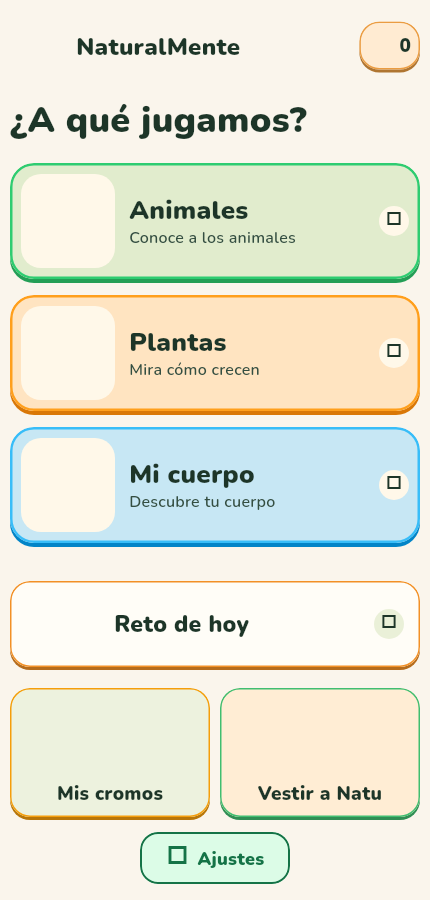 NaturalMente
0
¿A qué jugamos?
Animales
Conoce a los animales
Plantas
Mira cómo crecen
Mi cuerpo
Descubre tu cuerpo
Reto de hoy
Mis cromos
Vestir a Natu
Ajustes